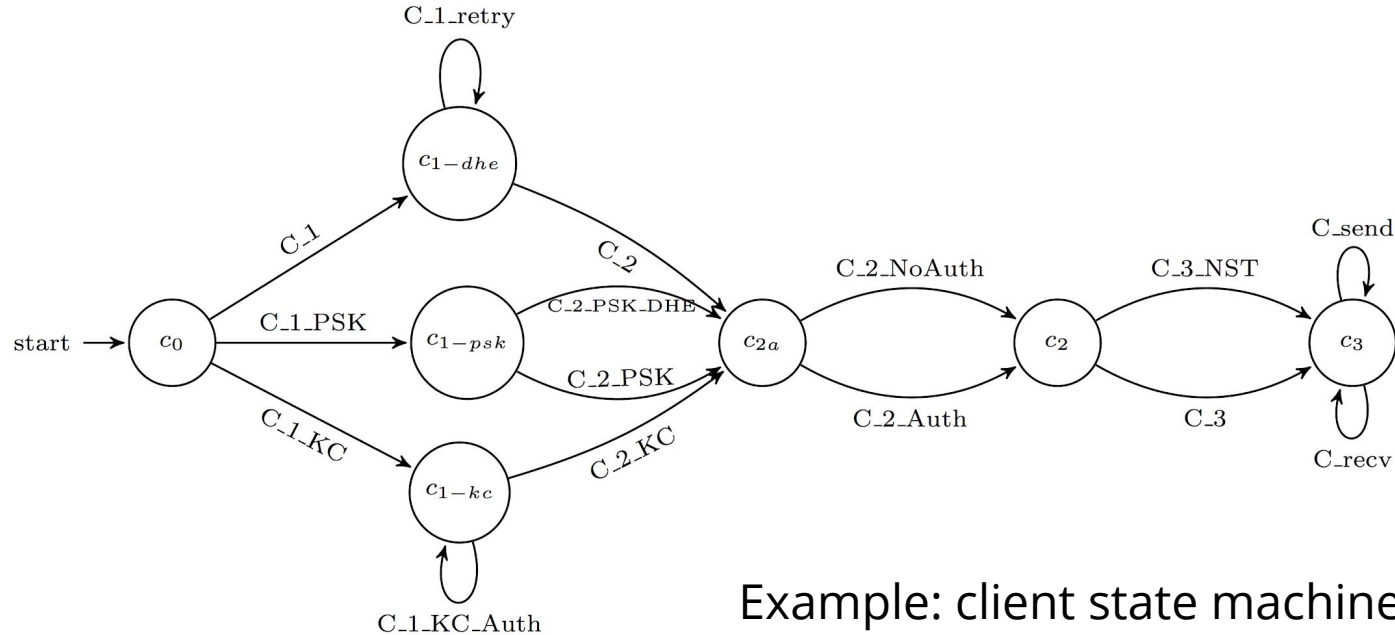 C_1_retry
c1−dhe
C_1
C_2
C_send
C_2_NoAuth
C_3_NST
C_2_PSK_DHE
C_1_PSK
start
c0
c1−psk
c2a
c2
c3
C_2_PSK
C_2_Auth
C_3
C_1_KC
C_2_KC
C_recv
c1−kc
C_1_KC_Auth
Example: client state machine